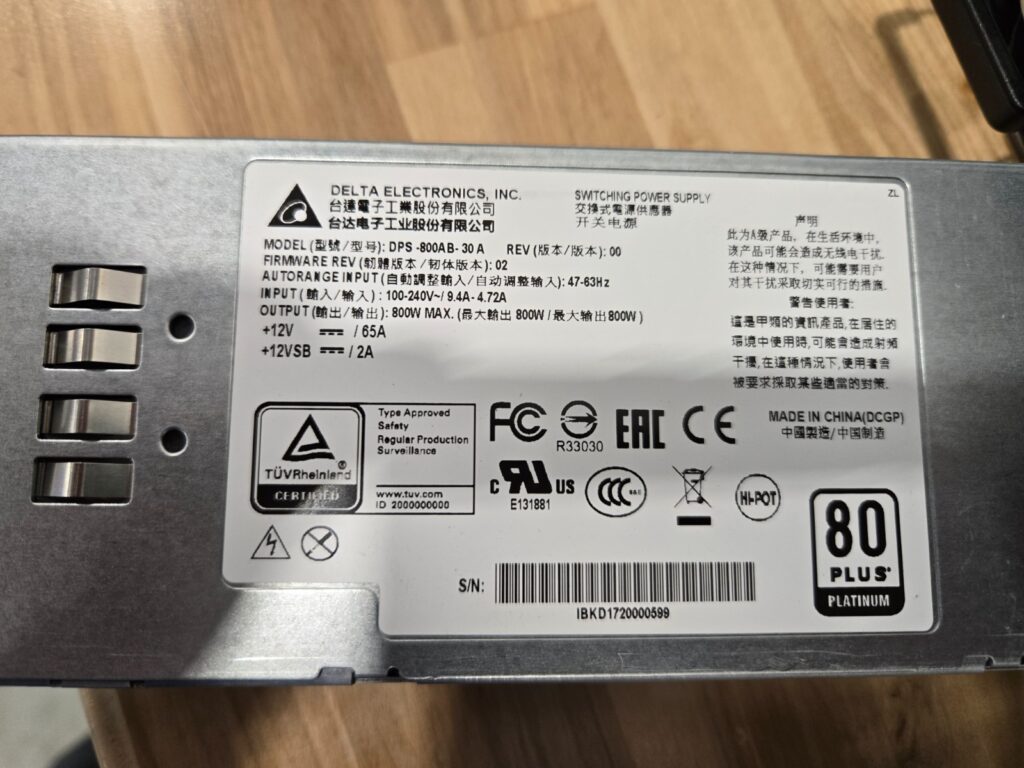 DELTA ELECTRONICS, INC.
台達電子工業股份有限公司
台达电子工业股份有限公司
SWITCHING POWER SUPPLY
交換式電源供應器
开关电源
ZL
MODEL (型號/型号): DPS -800AB- 30 A REV (版本/版本): 00
FIRMWARE REV (韌體版本/韧体版本): 02
AUTORANGE INPUT (自動調整輸入/自动调整输入): 47-63Hz
INPUT (輸入/输入) : 100-240V~/ 9.4A- 4.72A
OUTPUT (輸出/输出): 800W MAX. (最大輸出 800W / 最大输出 800W)
+12V / 65A
+12VSB / 2A
声明
此为A级产品, 在生活环境中,
该产品可能会造成无线电干扰.
在这种情况下, 可能需要用户
对其干扰采取切实可行的措施.
警告使用者:
這是甲類的資訊產品, 在居住的
環境中使用時, 可能會造成射頻
干擾, 在這種情況下, 使用者會
被要求採取某些適當的對策.
TÜVRheinland®
CERTIFIED
Type Approved
Safety
Regular Production
Surveillance
www.tuv.com
ID 2000000000
FC
R33030
EAC
CE
MADE IN CHINA(DCGP)
中國製造/中国制造
c RU US
E131881
CCC S&E
HI-POT
80
PLUS
PLATINUM
S/N:
IBKD1720000599